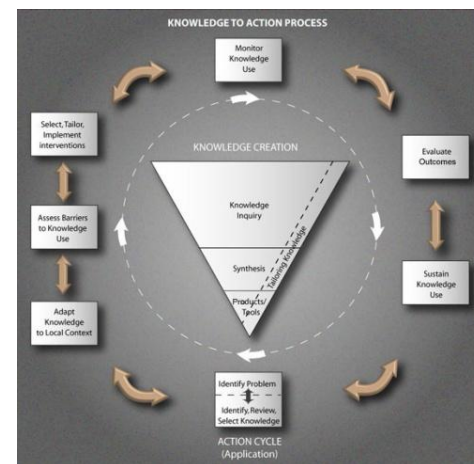 KNOWLEDGE TO ACTION PROCESS
Monitor
Knowledge
Use
Select, Tailor,
Implement
interventions
KNOWLEDGE CREATION
Evaluate
Outcomes
Knowledge
Inquiry
Tailoring Knowledge
Assess Barriers
to Knowledge
Use
Synthesis
Sustain
Knowledge
Use
Products/
Tools
Adapt
Knowledge
to Local Context
Identify Problem
Identify, Review,
Select Knowledge
ACTION CYCLE
(Application)